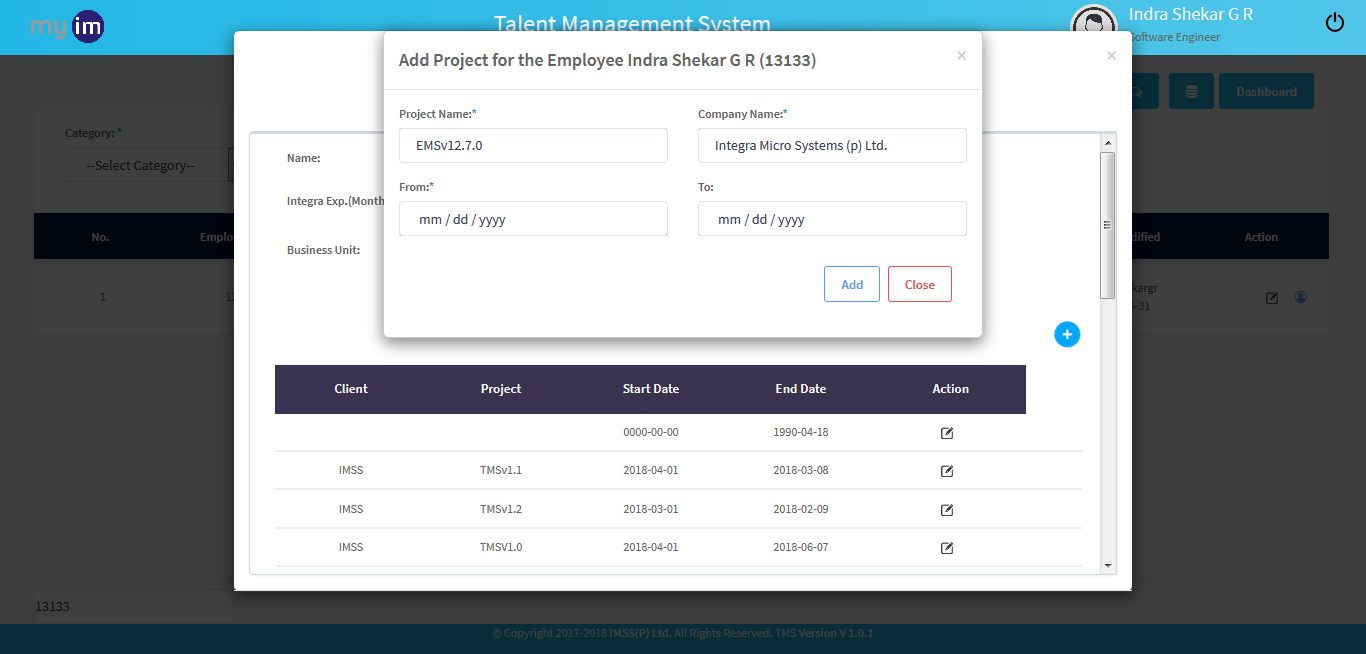 my im
Talent Management System
Indra Shekar G R
Software Engineer
Add Project for the Employee Indra Shekar G R (13133)
×
×
Dashboard
Project Name:*
Company Name:*
EMSv12.7.0
Integra Micro Systems (p) Ltd.
Category: *
--Select Category--
Name:
From:*
To:
Integra Exp.(Month
mm / dd / yyyy
mm / dd / yyyy
No.
Emplo
dified
Action
Business Unit:
Add
Close
1
kargr
-31
Client
Project
Start Date
End Date
Action
0000-00-00
1990-04-18
IMSS
TMSv1.1
2018-04-01
2018-03-08
IMSS
TMSv1.2
2018-03-01
2018-02-09
IMSS
TMSV1.0
2018-04-01
2018-06-07
13133
© Copyright 2017-2018 IMSS(P) Ltd. All Rights Reserved. TMS Version V 1.0.1